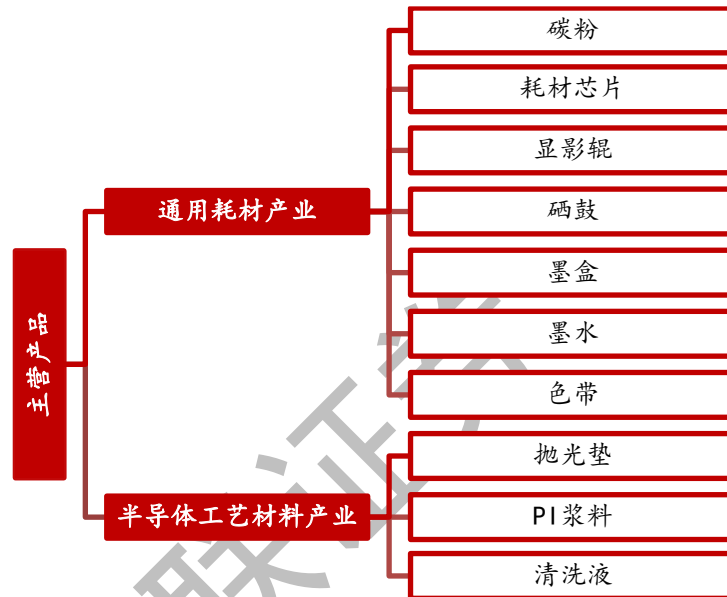 主营产品
通用耗材产业
碳粉
耗材芯片
显影辊
硒鼓
墨盒
墨水
色带
半导体工艺材料产业
抛光垫
PI浆料
清洗液
联证